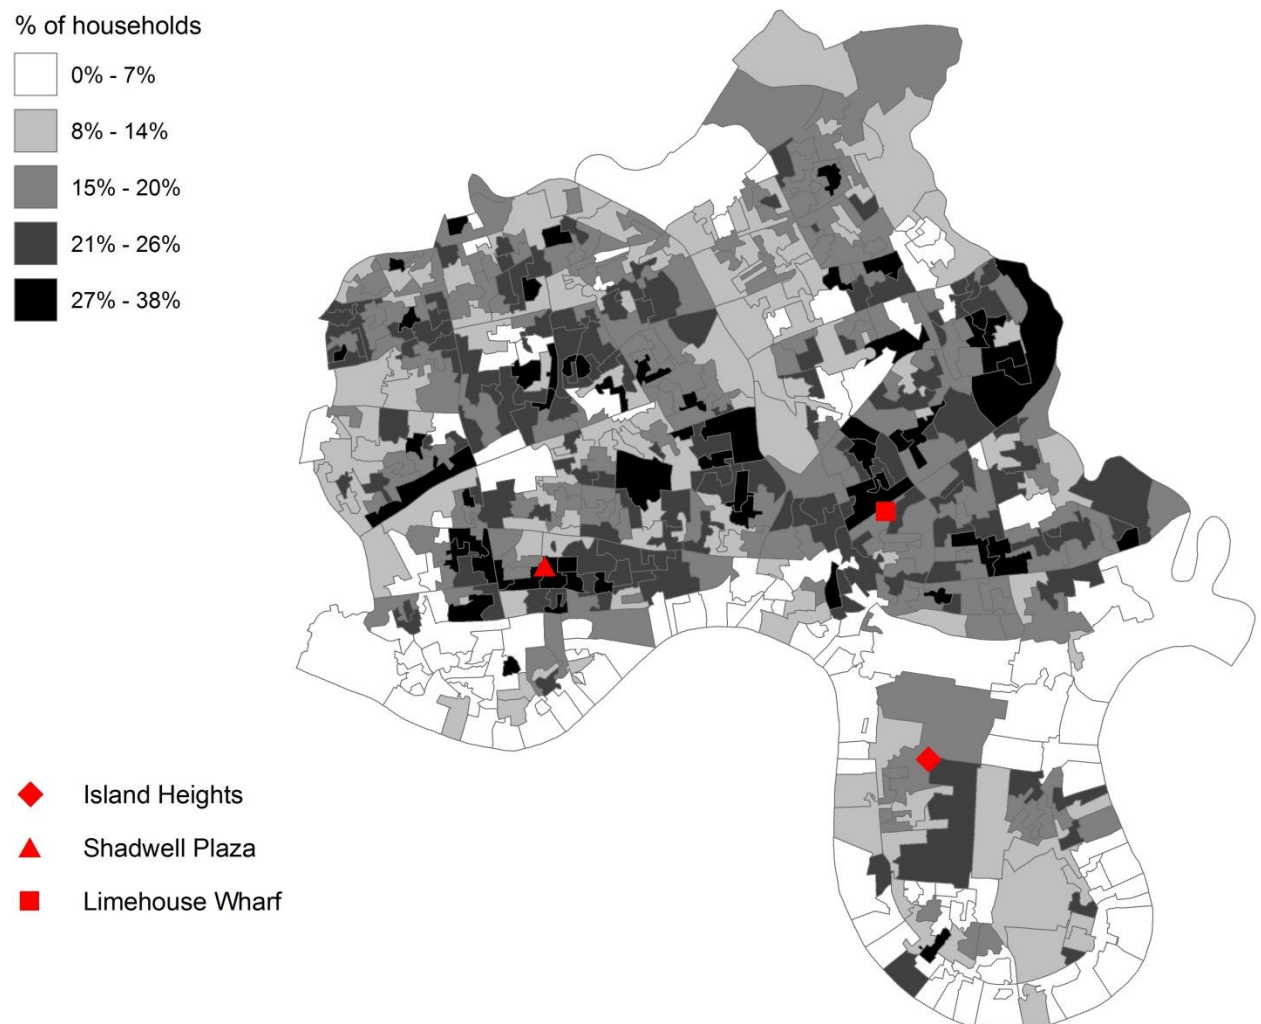 % of households
0% - 7%
8% - 14%
15% - 20%
21% - 26%
27% - 38%
Island Heights
Shadwell Plaza
Limehouse Wharf